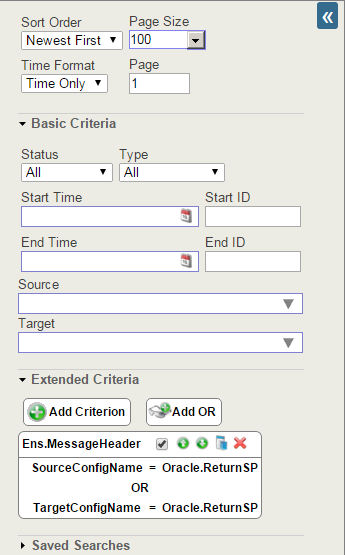 Sort Order Page Size
Newest First 100
Time Format Page
Time Only 1
Basic Criteria
Status Type
All All
Start Time Start ID
End Time End ID
Source
Target
Extended Criteria
Add Criterion Add OR
Ens.MessageHeader
SourceConfigName = Oracle.ReturnSP
OR
TargetConfigName = Oracle.ReturnSP
Saved Searches